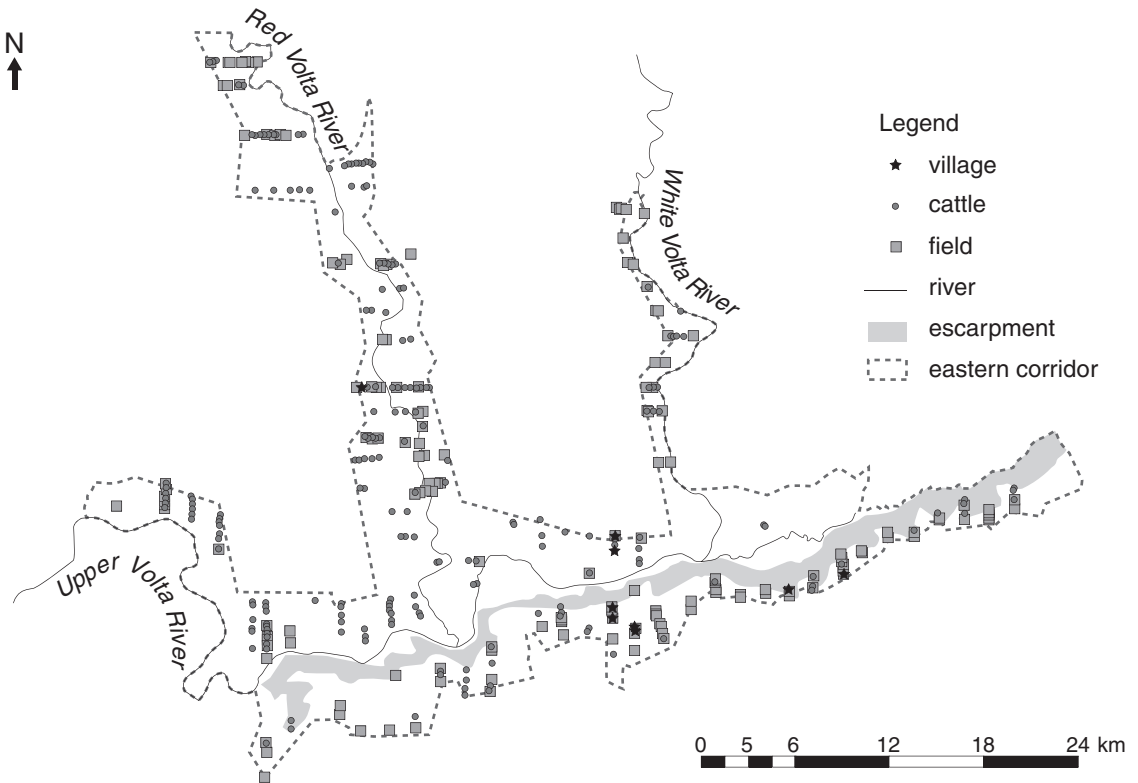 N
Red Volta River
White Volta River
Upper Volta River
Legend
village
cattle
field
river
escarpment
eastern corridor
0 5 6 12 18 24 km